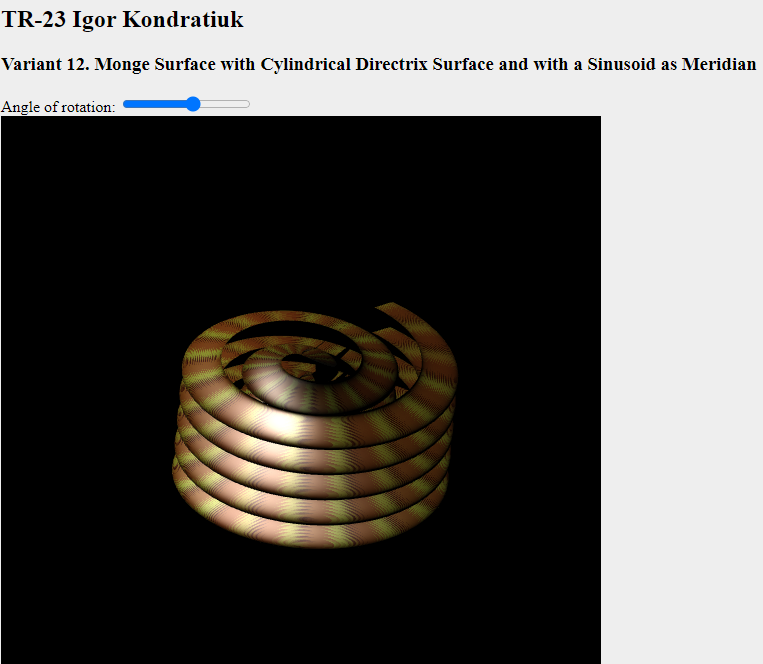 TR-23 Igor Kondratiuk
Variant 12. Monge Surface with Cylindrical Directrix Surface and with a Sinusoid as Meridian
Angle of rotation: